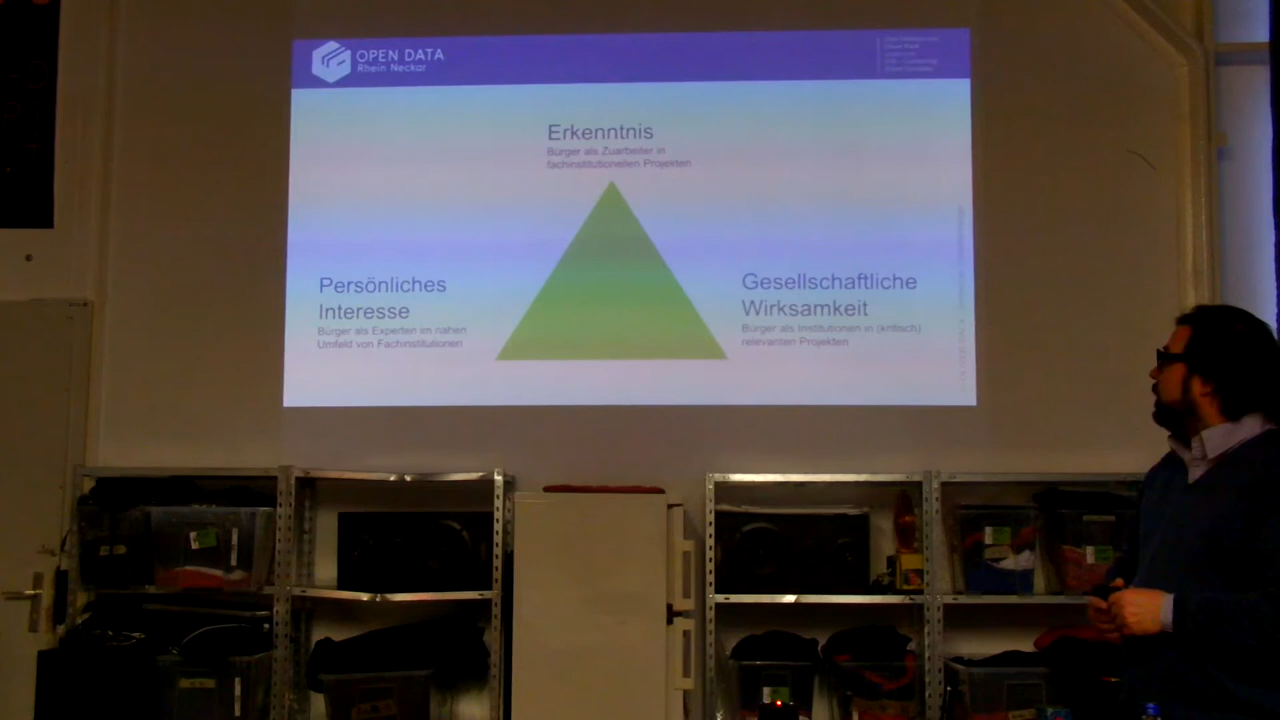 OPEN DATA
Rhein Neckar
Erkenntnis
Bürger als Zuarbeiter in
fachinstitutionellen Projekten
Persönliches
Interesse
Bürger als Experten im nahen
Umfeld von Fachinstitutionen
Gesellschaftliche
Wirksamkeit
Bürger als Institutionen in (kritisch)
relevanten Projekten